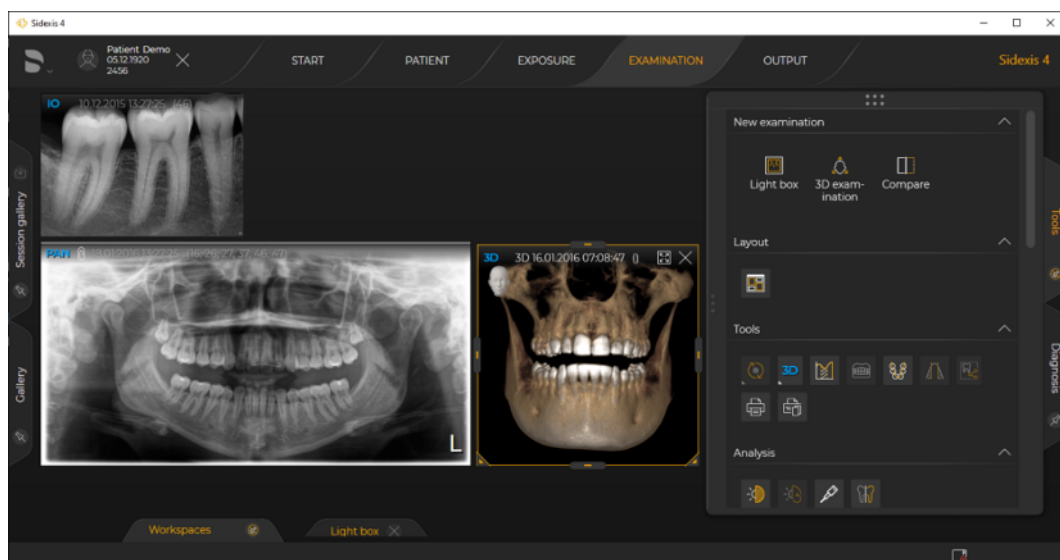 Sidexis 4
Patient Demo
05.12.1920
2456
START
PATIENT
EXPOSURE
EXAMINATION
OUTPUT
Sidexis 4
IO 10.12.2015 13:27:25 (46)
PAN
3D 3D 16.01.2016 07:08:47 ()
L
Session gallery
Gallery
New examination
Light box
3D exam-
ination
Compare
Layout
Tools
3D
Analysis
Tools
Diagnosis
Workspaces
Light box